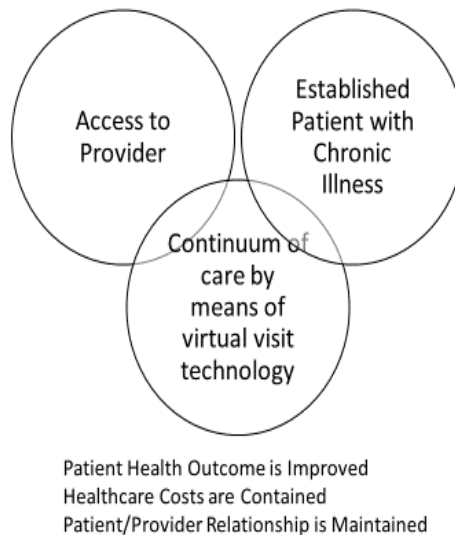 Access to
Provider
Established
Patient with
Chronic
Illness
Continuum of
care by
means of
virtual visit
technology
Patient Health Outcome is Improved
Healthcare Costs are Contained
Patient/Provider Relationship is Maintained